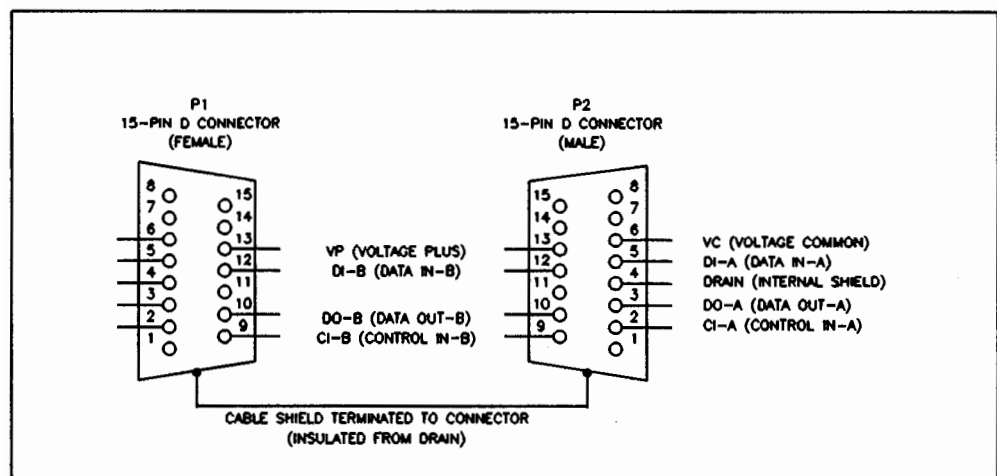 P1
15-PIN D CONNECTOR
(FEMALE)
8
7
6
5
4
3
2
1
15
14
13
12
11
10
9
VP (VOLTAGE PLUS)
DI-B (DATA IN-B)
DO-B (DATA OUT-B)
CI-B (CONTROL IN-B)
P2
15-PIN D CONNECTOR
(MALE)
15
14
13
12
11
10
9
8
7
6
5
4
3
2
1
VC (VOLTAGE COMMON)
DI-A (DATA IN-A)
DRAIN (INTERNAL SHIELD)
DO-A (DATA OUT-A)
CI-A (CONTROL IN-A)
CABLE SHIELD TERMINATED TO CONNECTOR
(INSULATED FROM DRAIN)